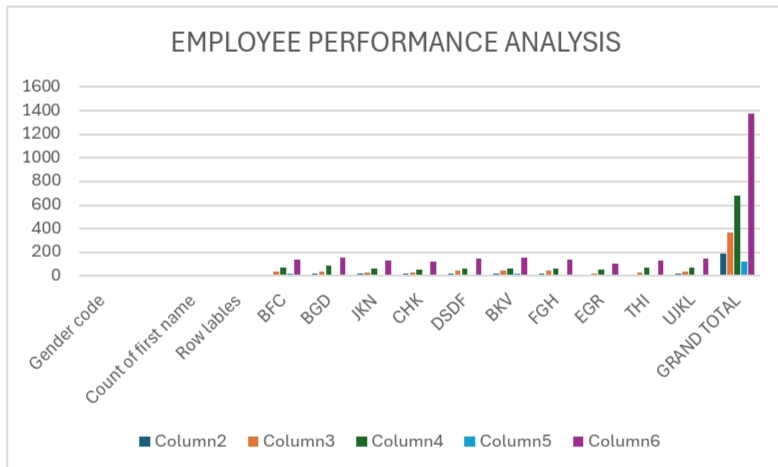 EMPLOYEE PERFORMANCE ANALYSIS
1600
1400
1200
1000
800
600
400
200
0
Gender code
Count of first name
Row lables
BFC
BGD
JKN
CHK
DSDF
BKV
FGH
EGR
THI
UJKL
GRAND TOTAL
Column2 Column3 Column4 Column5 Column6